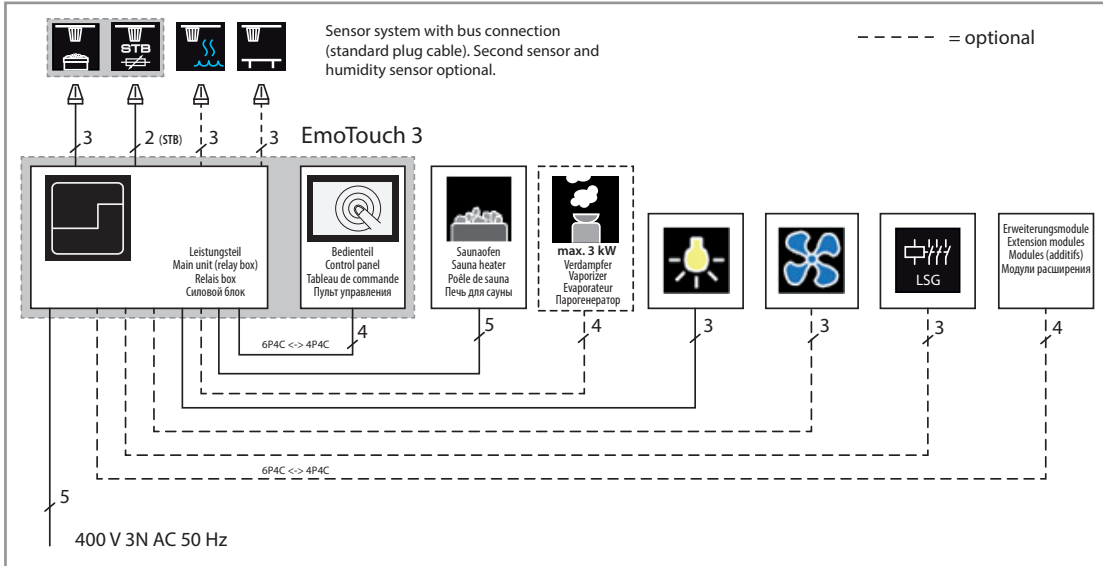 STB
Sensor system with bus connection
(standard plug cable). Second sensor and
humidity sensor optional.
= optional
3
2 (STB)
3
3
EmoTouch 3
Leistungsteil
Main unit (relay box)
Relais box
Силовой блок
Bedienteil
Control panel
Tableau de commande
Пульт управления
Saunaofen
Sauna heater
Poêle de sauna
Печь для сауны
max. 3 kW
Verdampfer
Vaporizer
Evaporateur
Парогенератор
LSG
Erweiterungsmodule
Extension modules
Modules (additifs)
Модули расширения
4
5
4
3
3
3
4
6P4C <-> 4P4C
6P4C <-> 4P4C
5
400 V 3N AC 50 Hz